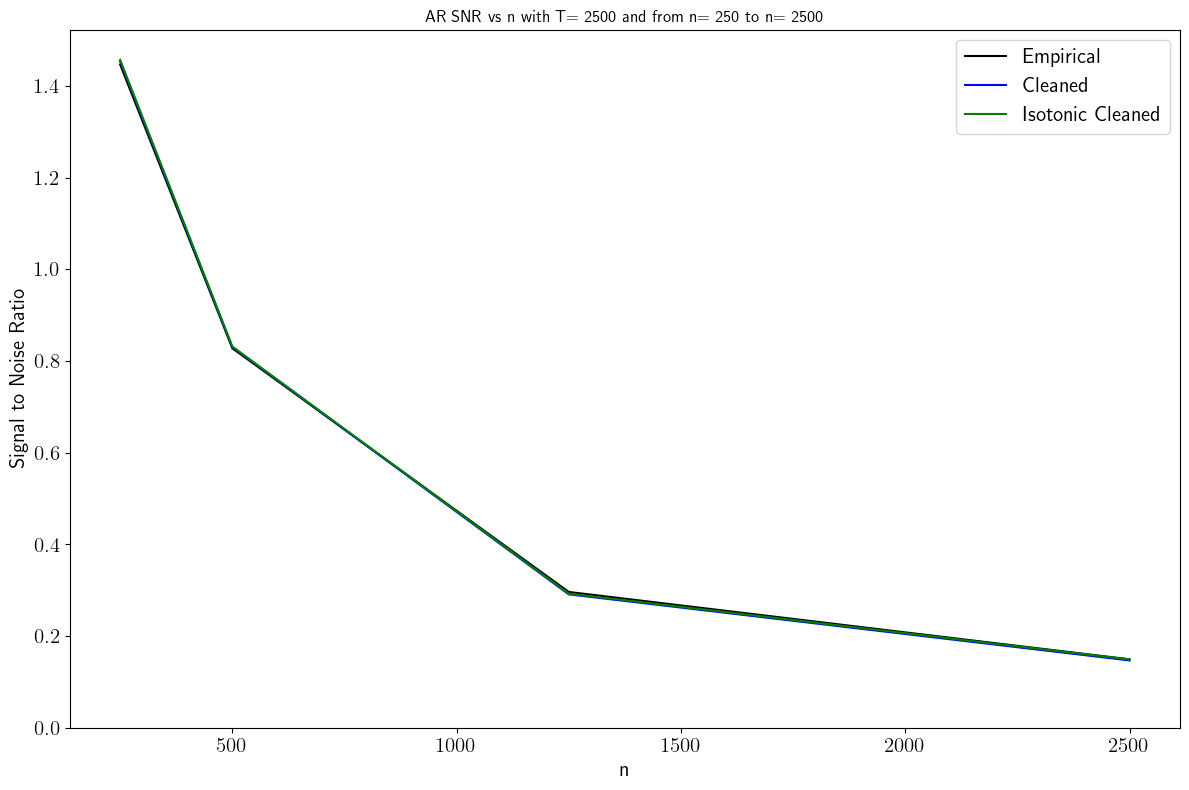 AR SNR vs n with T= 2500 and from n= 250 to n= 2500
Empirical
Cleaned
Isotonic Cleaned
Signal to Noise Ratio
1.4
1.2
1.0
0.8
0.6
0.4
0.2
0.0
500
1000
1500
2000
2500
n